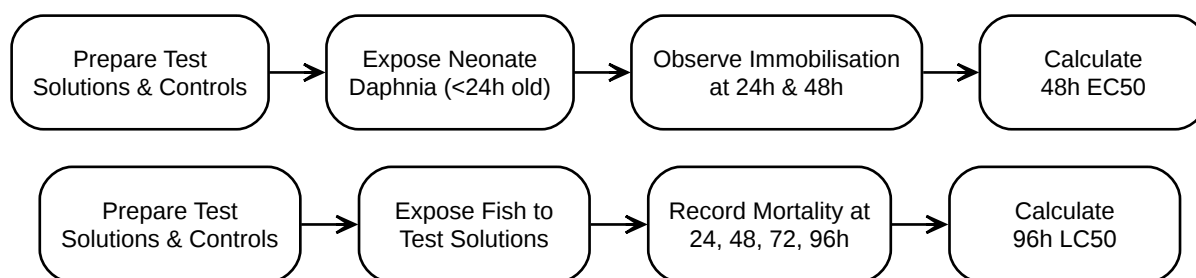 Prepare Test
Solutions & Controls
Expose Neonate
Daphnia (<24h old)
Observe Immobilisation
at 24h & 48h
Calculate
48h EC50
Prepare Test
Solutions & Controls
Expose Fish to
Test Solutions
Record Mortality at
24, 48, 72, 96h
Calculate
96h LC50